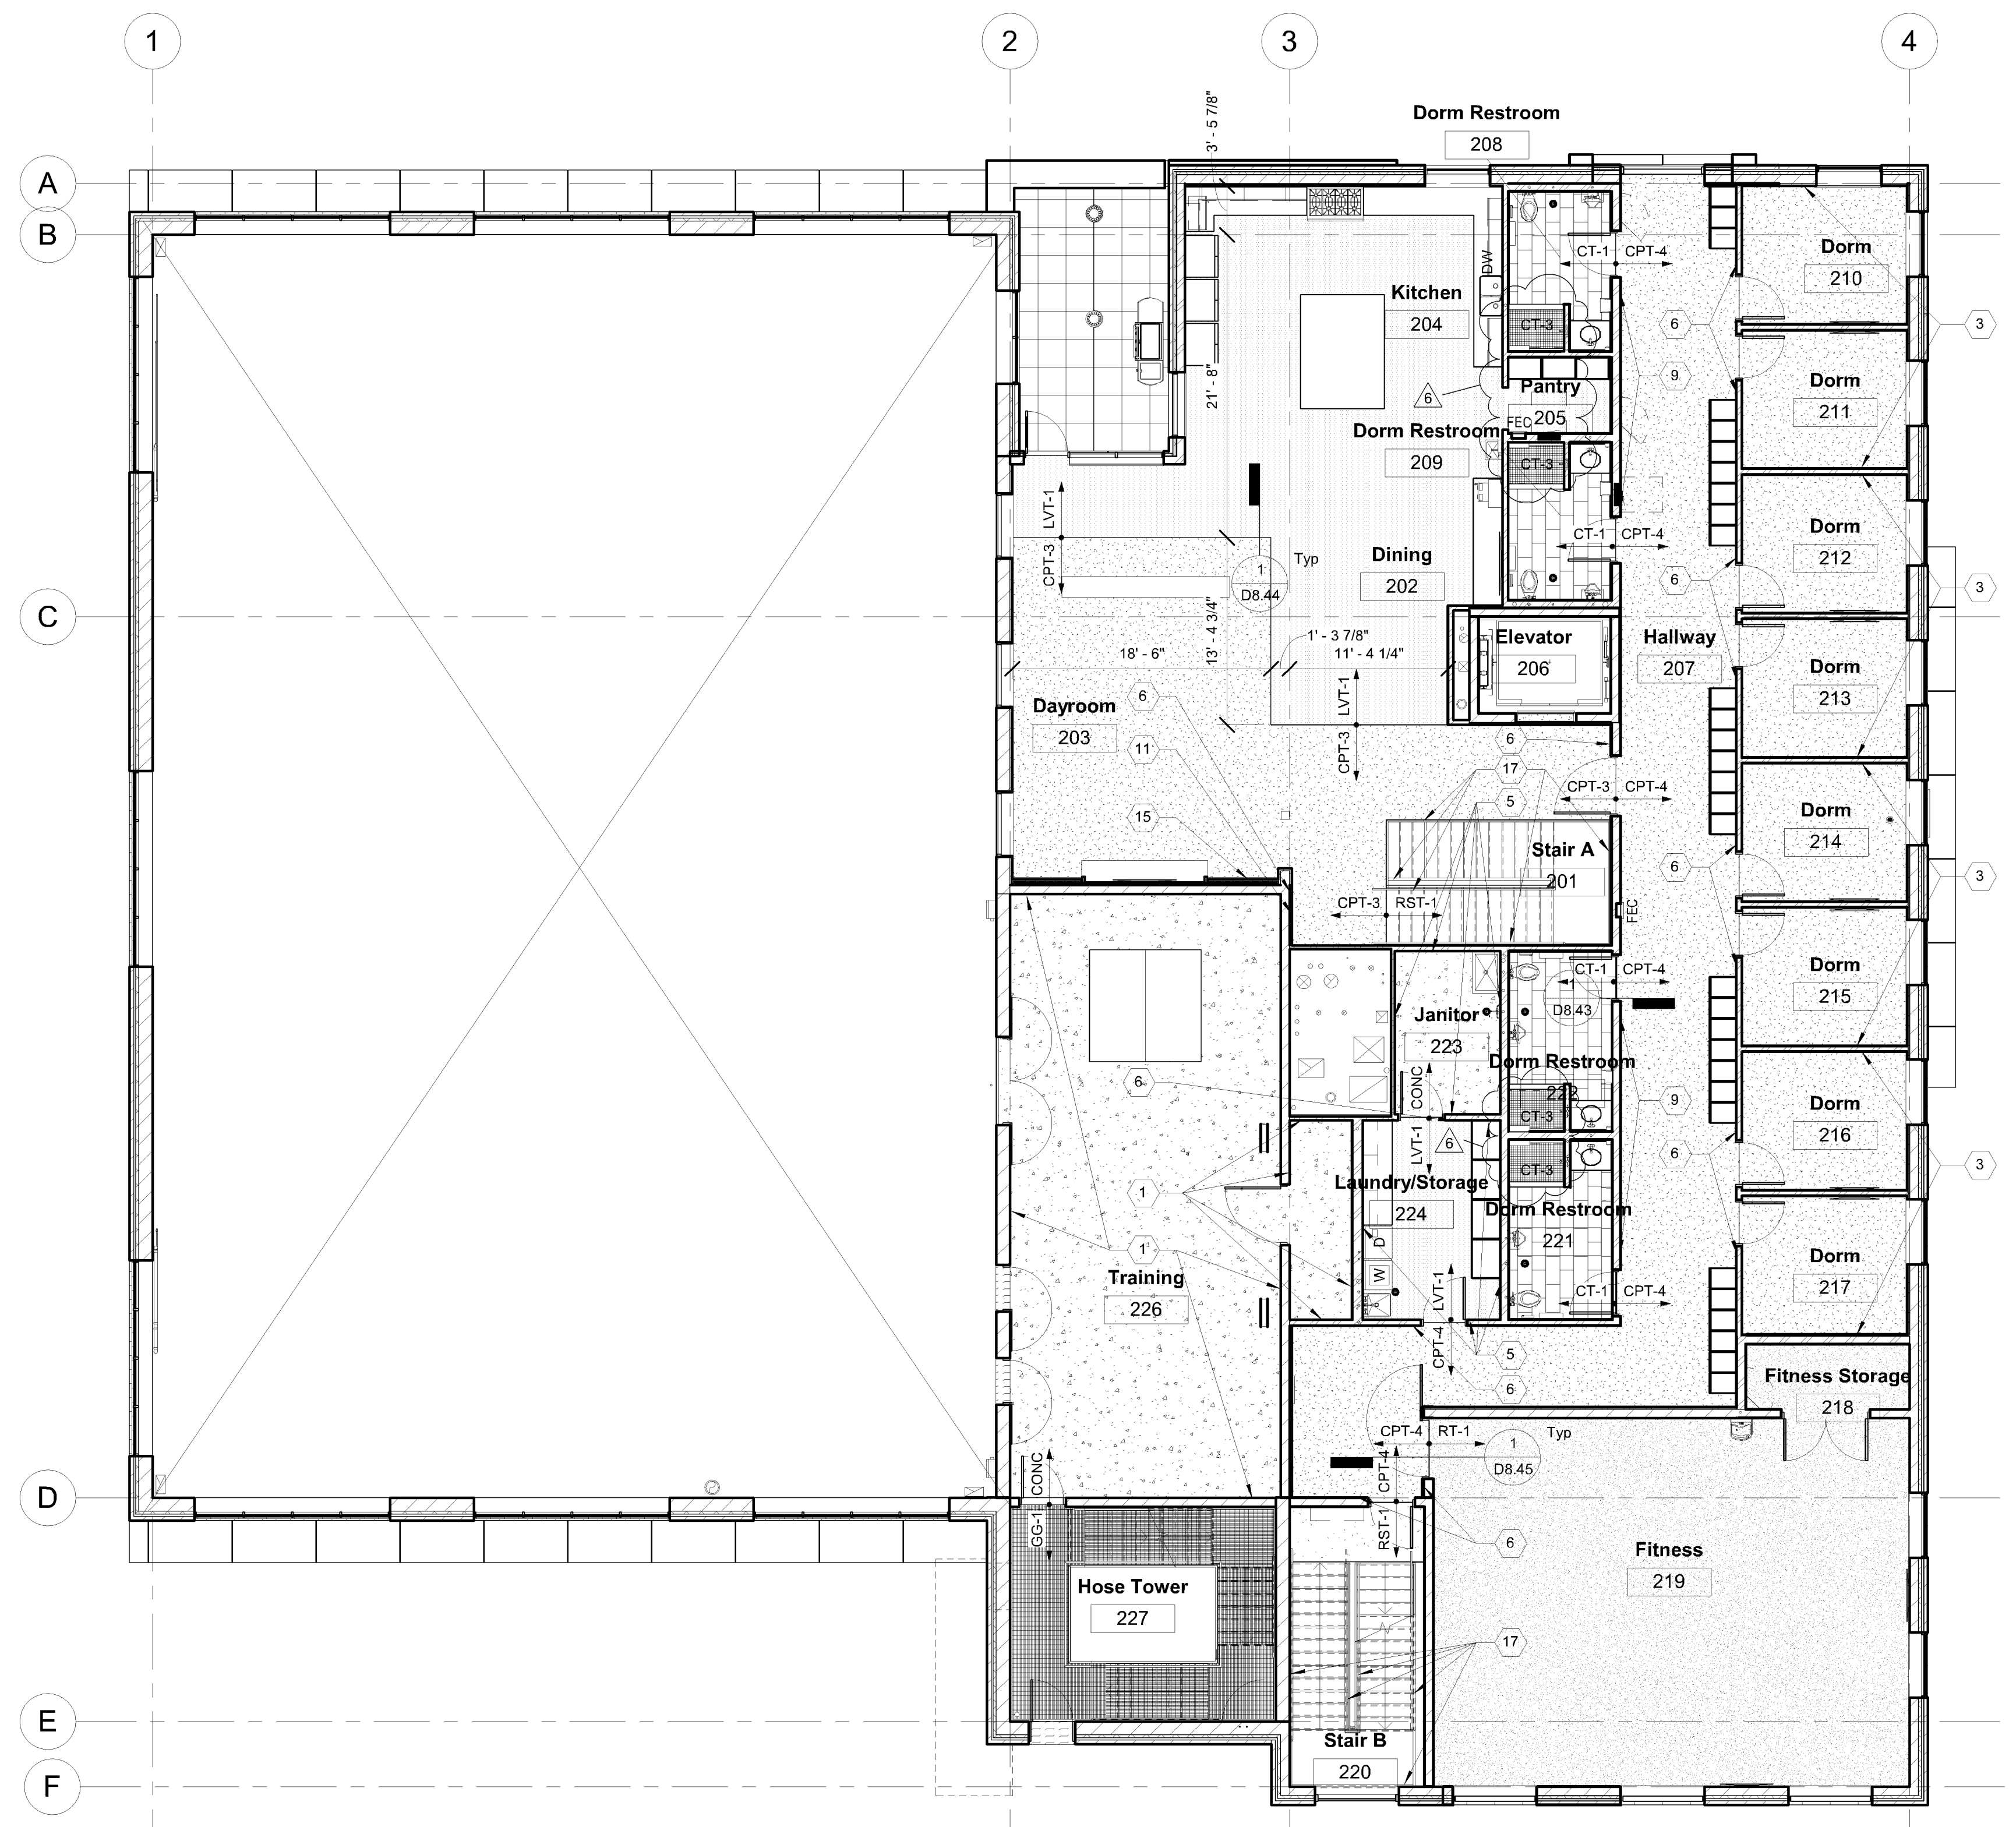 1
2
3
4
A
B
C
D
E
F
3' - 5 7/8"
Dorm Restroom
208
CT-1
CPT-4
Dorm
210
Kitchen
204
DW
CT-3
6
3
9
Dorm
211
21' - 8"
6
Pantry
205
FEC
Dorm Restroom
209
CT-3
LVT-1
CPT-3
CT-1
CPT-4
Dorm
212
Typ
1
D8.44
Dining
202
6
3
13' - 4 3/4"
1' - 3 7/8"
18' - 6"
11' - 4 1/4"
Elevator
206
Hallway
207
Dorm
213
Dayroom
203
6
11
15
LVT-1
CPT-3
6
17
5
CPT-3
CPT-4
Dorm
214
Stair A
201
6
3
CPT-3
RST-1
FEC
CT-1
CPT-4
1
D8.43
Dorm
215
Janitor
223
Dorm Restroom
222
CT-3
CONC
LVT-1
6
6
9
Dorm
216
CT-3
1
Laundry/Storage
224
Dorm Restroom
221
6
3
D
W
1
Training
226
LVT-1
CPT-4
CT-1
CPT-4
Dorm
217
5
6
Fitness Storage
218
CPT-4
RT-1
Typ
1
D8.45
CONC
GG-1
CPT-4
RST-1
6
Fitness
219
Hose Tower
227
17
Stair B
220